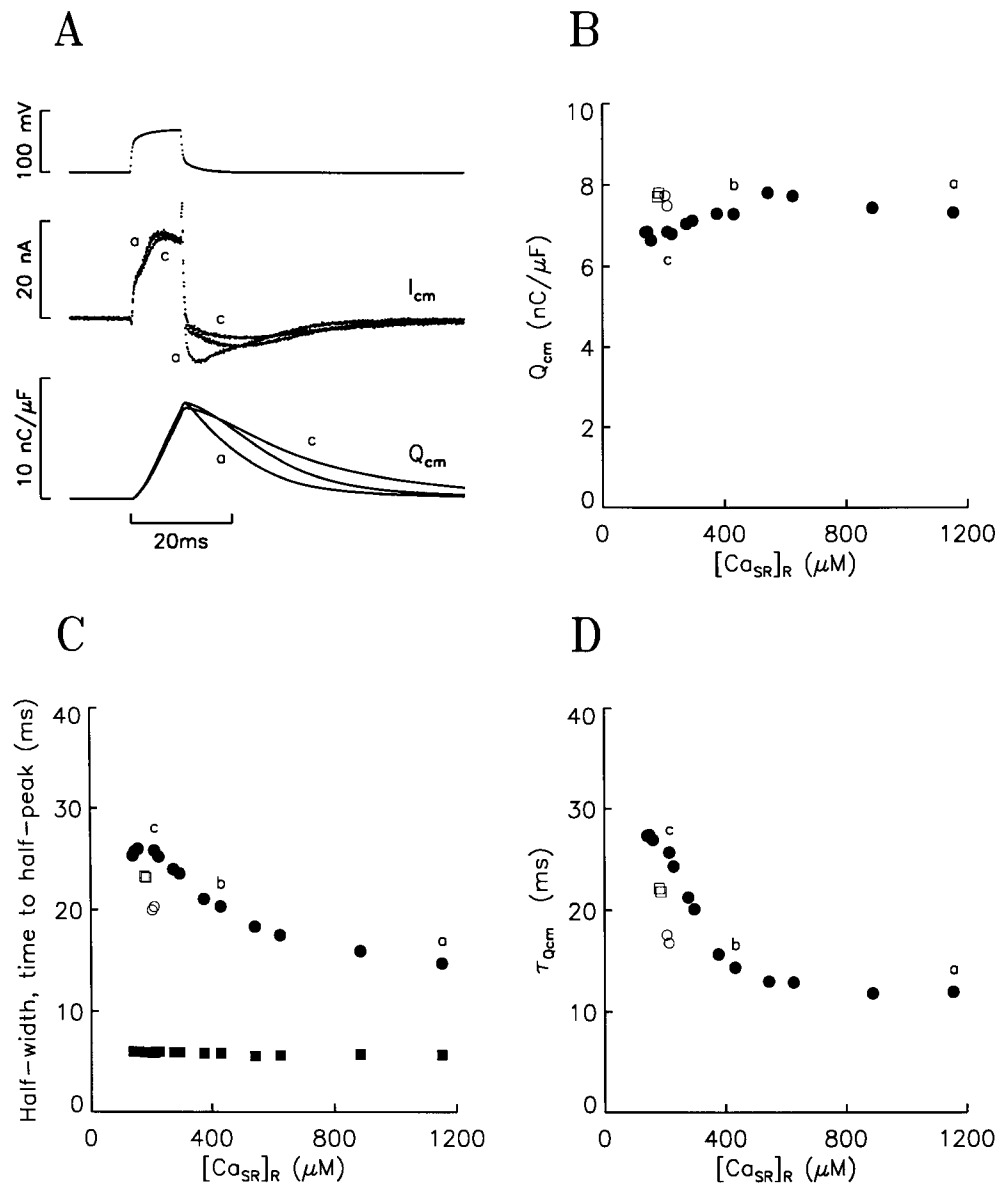 A
100 mV
20 nA
a
c
I_cm
c
a
10 nC/μF
c
a
Q_cm
20ms
B
Q_cm (nC/μF)
10
8
6
4
2
0
b
a
c
0
400
800
1200
[Ca_SR]_R (μM)
C
Half-width, time to half-peak (ms)
40
30
20
10
0
c
b
a
0
400
800
1200
[Ca_SR]_R (μM)
D
τ_Qcm (ms)
40
30
20
10
0
c
b
a
0
400
800
1200
[Ca_SR]_R (μM)